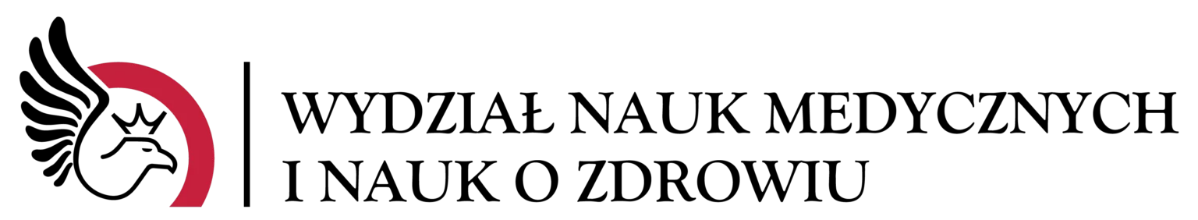 WYDZIAŁ NAUK MEDYCZNYCH
I NAUK O ZDROWIU